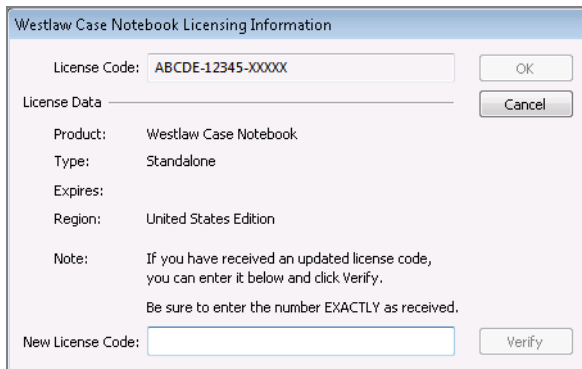 Westlaw Case Notebook Licensing Information
License Code: ABCDE-12345-XXXXX OK
License Data Cancel
Product: Westlaw Case Notebook
Type: Standalone
Expires:
Region: United States Edition
Note: If you have received an updated license code,
you can enter it below and click Verify.
Be sure to enter the number EXACTLY as received.
New License Code: Verify